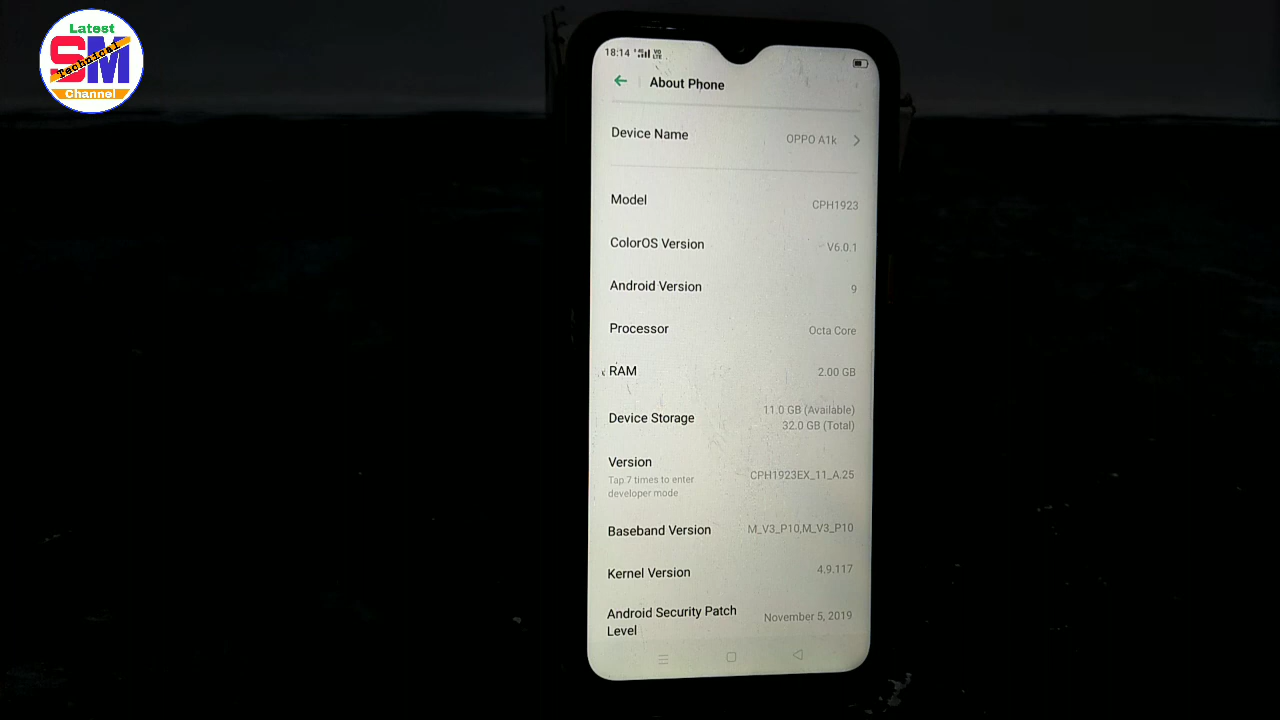 Latest
SM
Technical
Channel
18:14
About Phone
Device Name
OPPO A1k
Model
CPH1923
ColorOS Version
V6.0.1
Android Version
9
Processor
Octa Core
RAM
2.00 GB
Device Storage
11.0 GB (Available)
32.0 GB (Total)
Version
Tap 7 times to enter
developer mode
CPH1923EX_11_A.25
Baseband Version
M_V3_P10,M_V3_P10
Kernel Version
4.9.117
Android Security Patch
Level
November 5, 2019